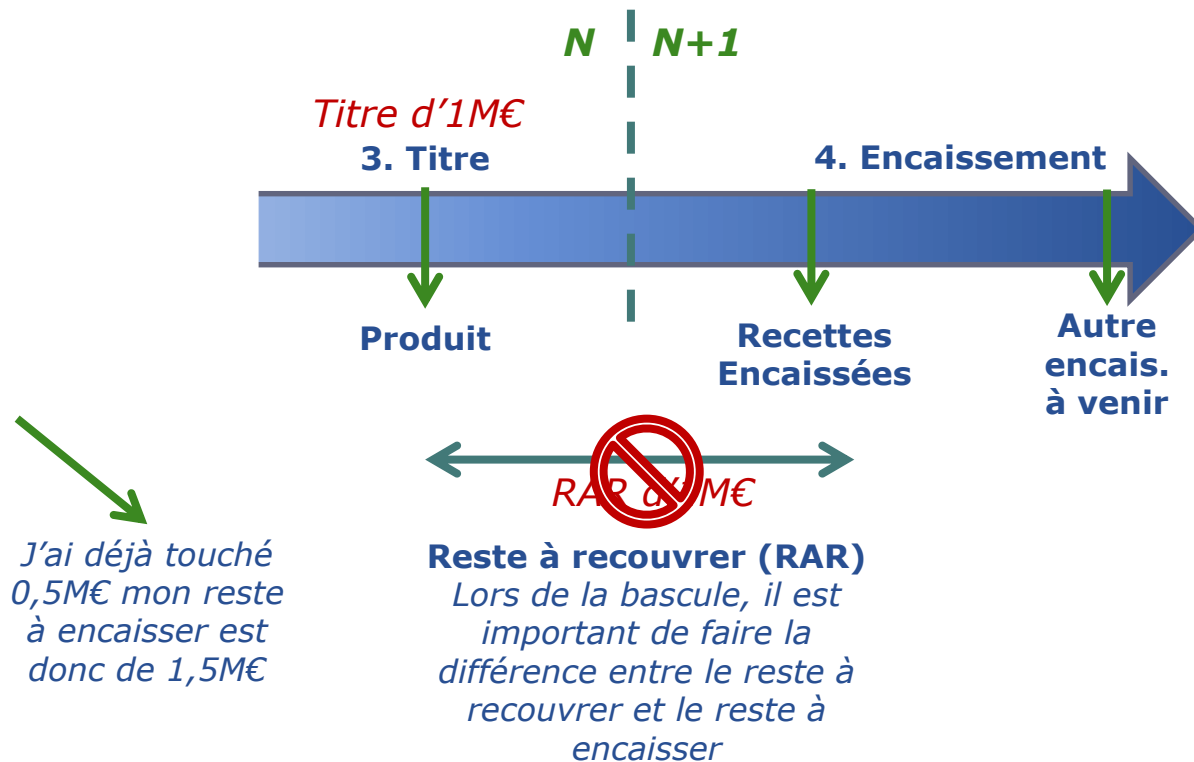 N
N+1
Titre d'1M€
3. Titre
4. Encaissement
Produit
Recettes
Encaissées
Autre
encais.
à venir
RAR d'1M€
J'ai déjà touché
0,5M€ mon reste
à encaisser est
donc de 1,5M€
Reste à recouvrer (RAR)
Lors de la bascule, il est
important de faire la
différence entre le reste à
recouvrer et le reste à
encaisser